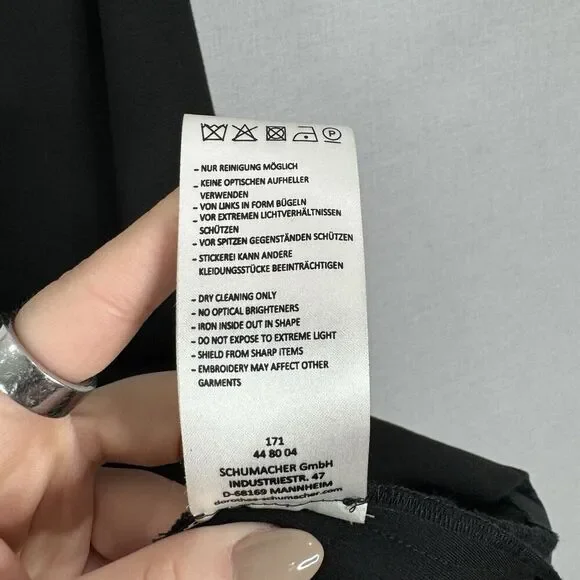 P
- NUR REINIGUNG MÖGLICH
- KEINE OPTISCHEN AUFHELLER
VERWENDEN
- VON LINKS IN FORM BÜGELN
- VOR EXTREMEN LICHTVERHÄLTNISSEN
SCHÜTZEN
- VOR SPITZEN GEGENSTÄNDEN SCHÜTZEN
- STICKEREI KANN ANDERE
KLEIDUNGSSTÜCKE BEEINTRÄCHTIGEN
- DRY CLEANING ONLY
- NO OPTICAL BRIGHTENERS
- IRON INSIDE OUT IN SHAPE
- DO NOT EXPOSE TO EXTREME LIGHT
- SHIELD FROM SHARP ITEMS
- EMBROIDERY MAY AFFECT OTHER
GARMENTS
171
44 80 04
SCHUMACHER GmbH
INDUSTRIESTR. 47
D-68169 MANNHEIM
dorothee-schumacher.com